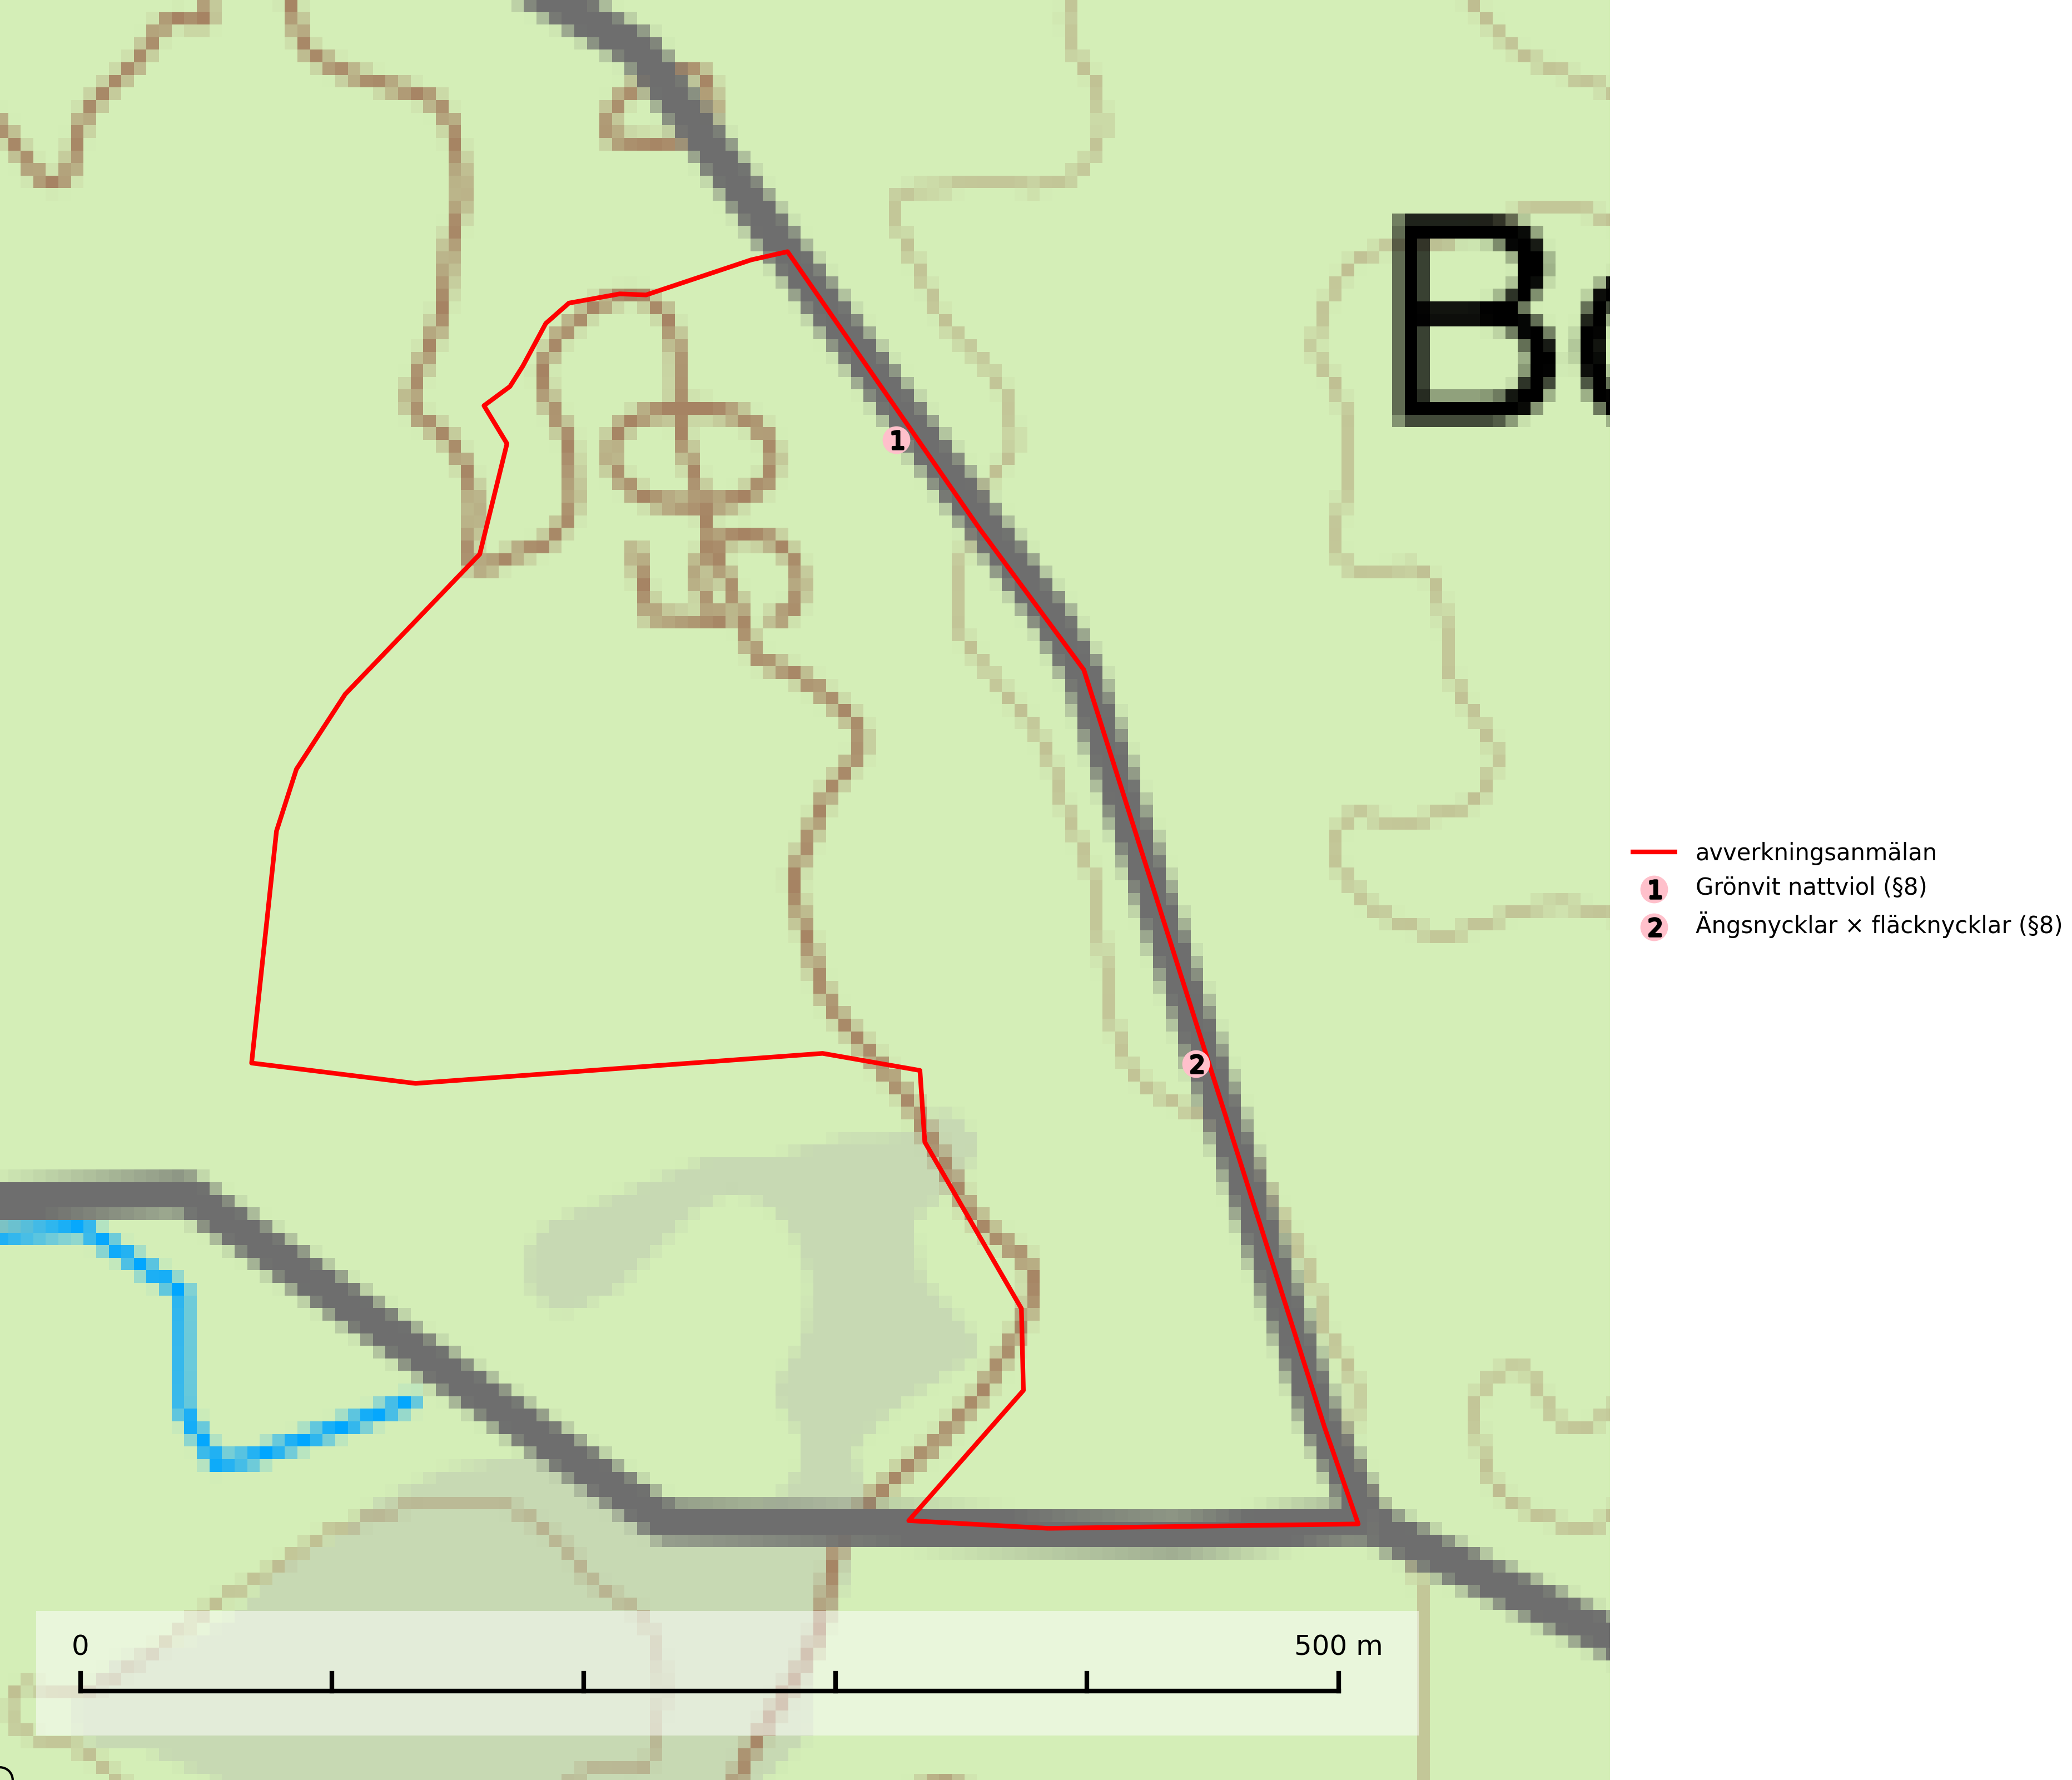 B
1
2
avverkningsanmälan
1 Grönvit nattviol (§8)
2 Ängsnycklar × fläcknycklar (§8)
0 500 m